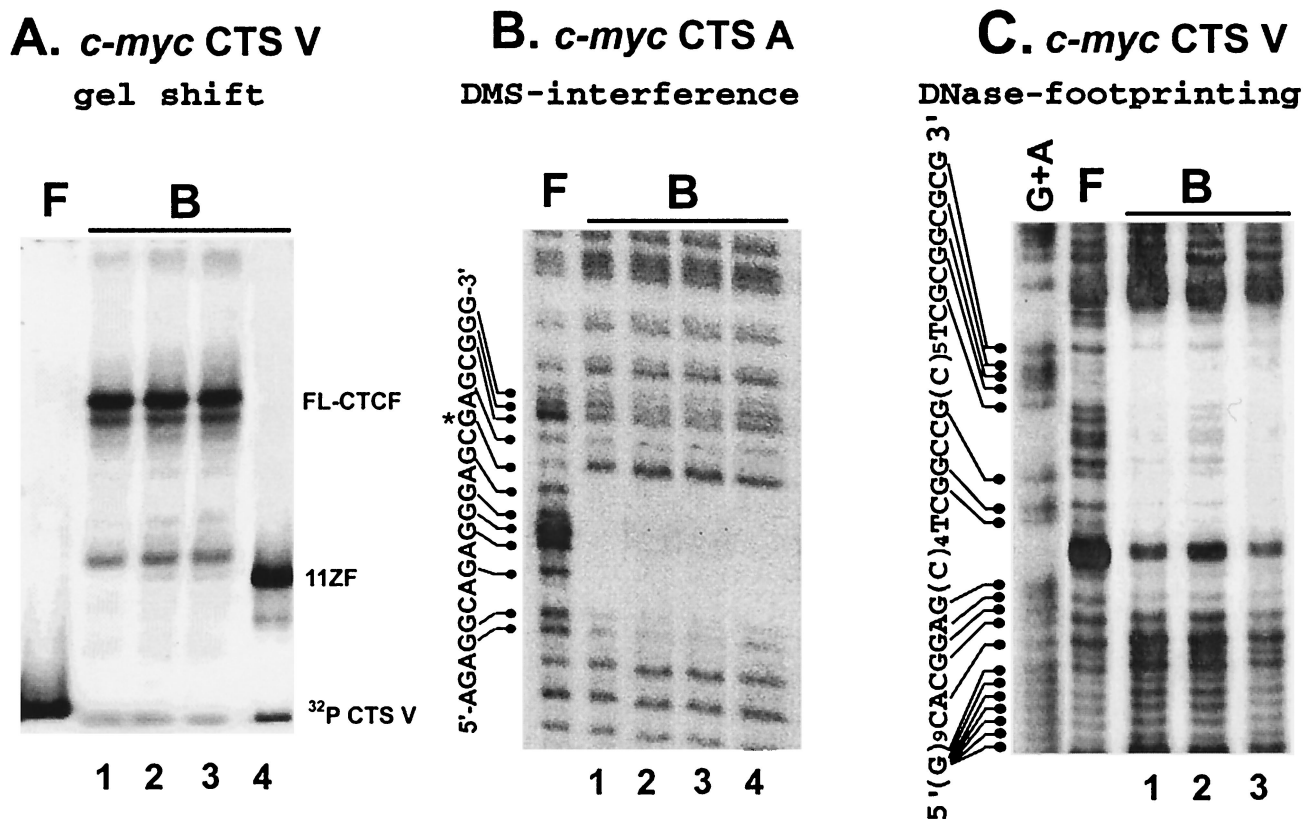 A. c-myc CTS V
gel shift
F
B
FL-CTCF
11ZF
32P CTS V
1 2 3 4
B. c-myc CTS A
DMS-interference
F
B
5'-AGAGGCAGAGGGAGCGAGCGGG-3'
*
1 2 3 4
C. c-myc CTS V
DNase-footprinting
G+A
F
B
5'(G)9CACGGAG(C)4TCGGCCG(C)5TCGCGGCGCG 3'
1 2 3